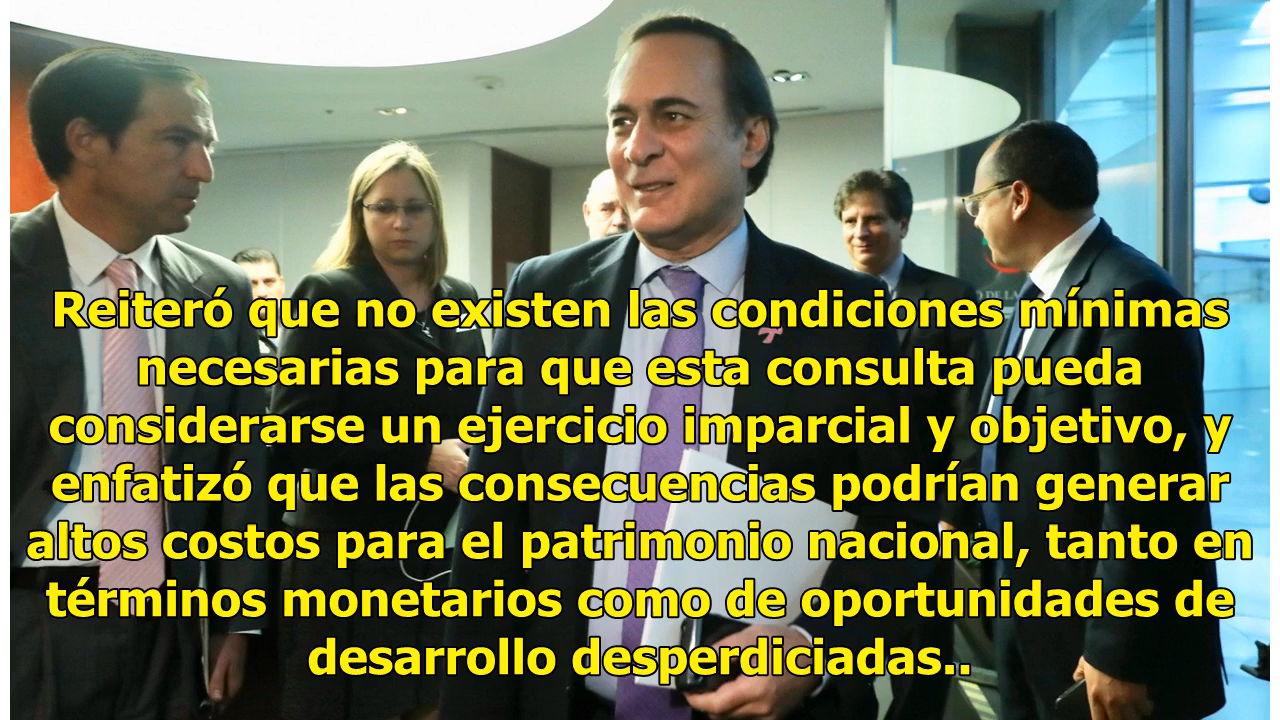 Reiteró que no existen las condiciones mínimas
necesarias para que esta consulta pueda
considerarse un ejercicio imparcial y objetivo, y
enfatizó que las consecuencias podrían generar
altos costos para el patrimonio nacional, tanto en
términos monetarios como de oportunidades de
desarrollo desperdiciadas..